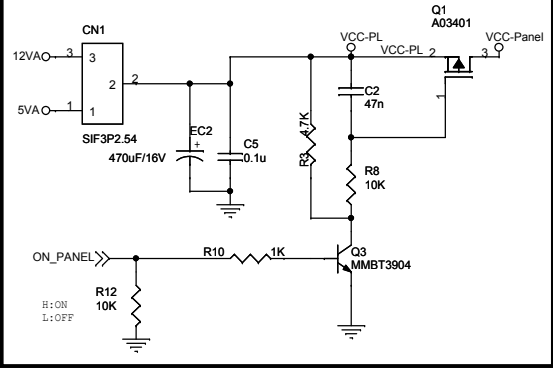 Q1
A03401
CN1
VCC-PL
VCC-Panel
12VA 3 3
VCC-PL 2 3
2 2
C2
47n
5VA 1 1
1
SIF3P2.54
4.7K
R3
EC2
+
470uF/16V
C5
0.1u
R8
10K
ON_PANEL
R10 1K
Q3
MMBT3904
R12
10K
H:ON
L:OFF